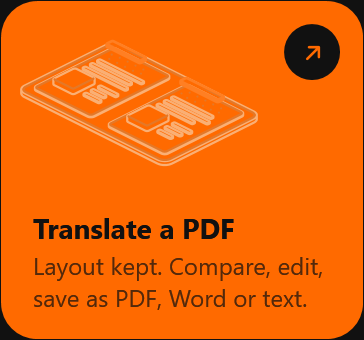 Translate a PDF
Layout kept. Compare, edit,
save as PDF, Word or text.